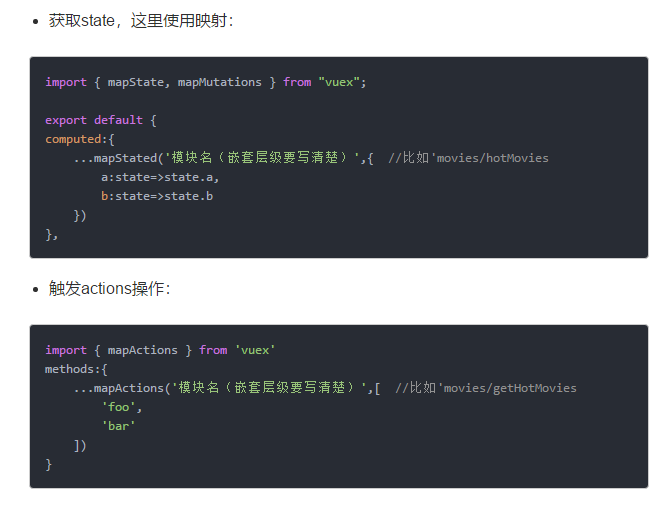 获取state，这里使用映射：
import { mapState, mapMutations } from "vuex";
export default {
computed:{
    ...mapStated('模块名（嵌套层级要写清楚）',{  //比如'movies/hotMovies
        a:state=>state.a,
        b:state=>state.b
    })
},
触发actions操作：
import { mapActions } from 'vuex'
methods:{
    ...mapActions('模块名（嵌套层级要写清楚）',[  //比如'movies/getHotMovies
        'foo',
        'bar'
    ])
}